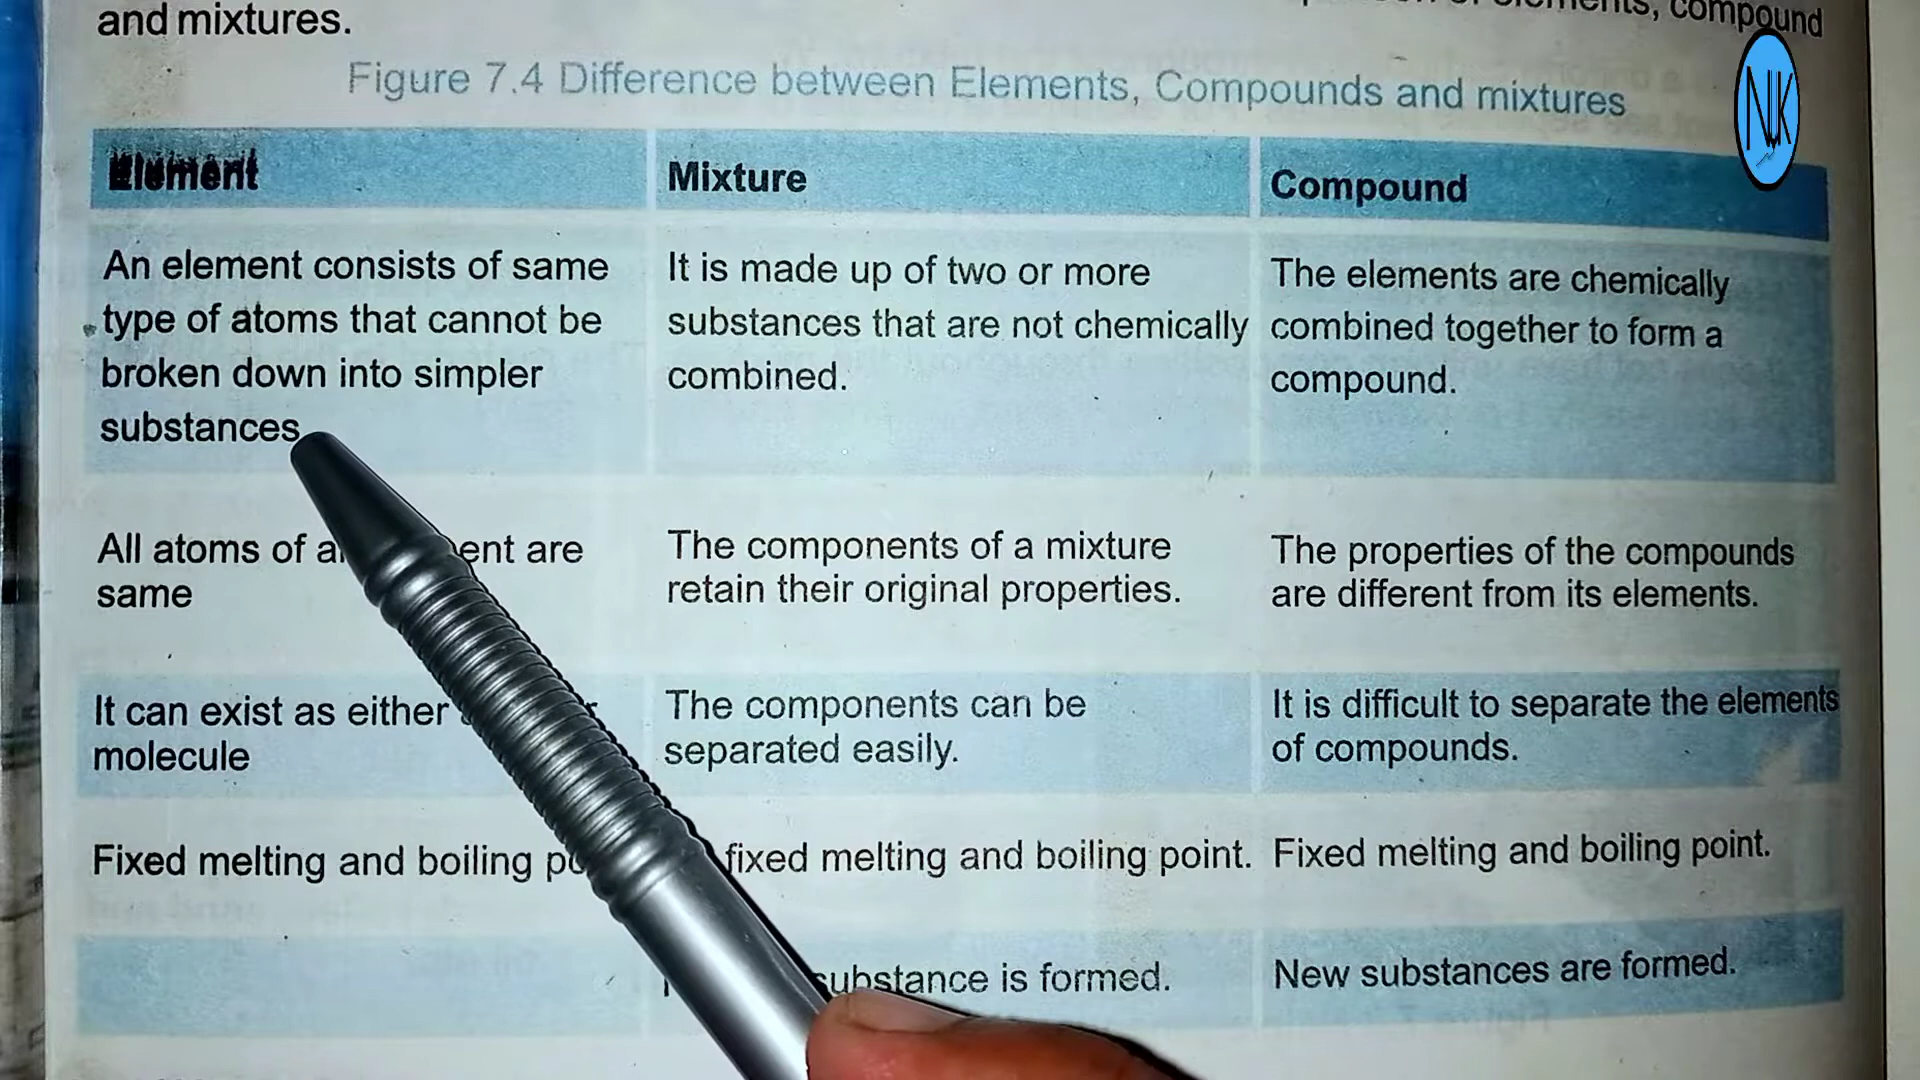 elements, compound
and mixtures.
NJK
Figure 7.4 Difference between Elements, Compounds and mixtures
Element
Mixture
Compound
An element consists of same
type of atoms that cannot be
broken down into simpler
substances
It is made up of two or more
substances that are not chemically
combined.
The elements are chemically
combined together to form a
compound.
All atoms of are
same
The components of a mixture
retain their original properties.
The properties of the compounds
are different from its elements.
It can exist as either
molecule
The components can be
separated easily.
It is difficult to separate the elements
of compounds.
Fixed melting and boiling
fixed melting and boiling point.
Fixed melting and boiling point.
substance is formed.
New substances are formed.